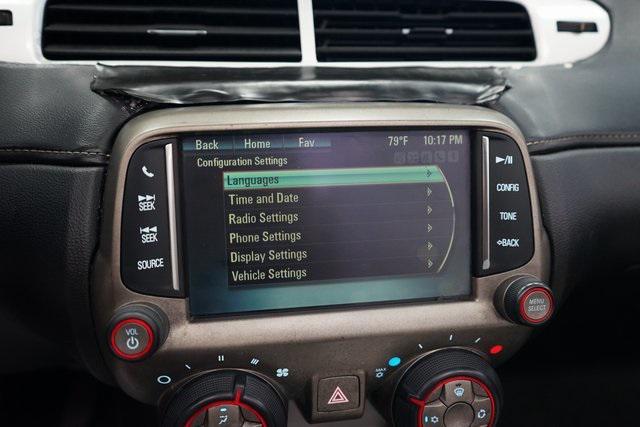 Back Home Fav 79°F 10:17 PM
Configuration Settings
Languages
Time and Date
Radio Settings
Phone Settings
Display Settings
Vehicle Settings
SEEK
SEEK
SOURCE
CONFIG
TONE
BACK
VOL
MENU
SELECT
MAX